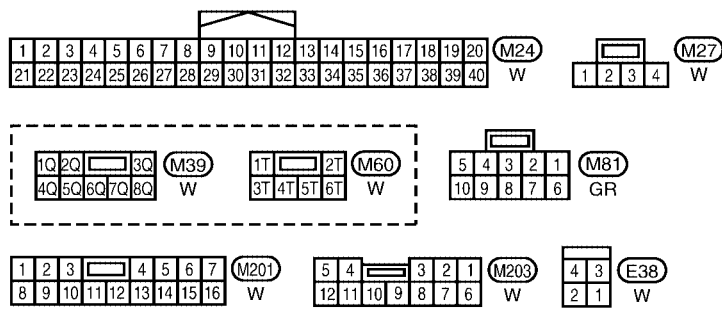 1 2 3 4 5 6 7 8 9 10 11 12 13 14 15 16 17 18 19 20 M24
21 22 23 24 25 26 27 28 29 30 31 32 33 34 35 36 37 38 39 40 W
M27
1 2 3 4 W
1Q 2Q 3Q M39
4Q 5Q 6Q 7Q 8Q W
1T 2T M60
3T 4T 5T 6T W
5 4 3 2 1 M81
10 9 8 7 6 GR
1 2 3 4 5 6 7 M201
8 9 10 11 12 13 14 15 16 W
5 4 3 2 1 M203
12 11 10 9 8 7 6 W
4 3 E38
2 1 W